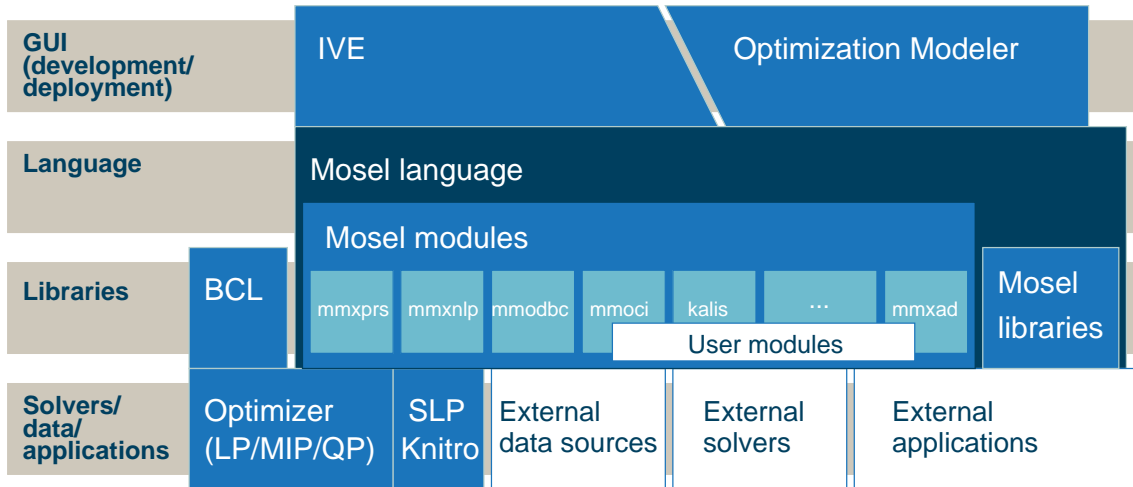 GUI
(development/
deployment)
IVE
Optimization Modeler
Language
Mosel language
Mosel modules
Libraries
BCL
mmxprs
mmxnlp
mmodbc
mmoci
kalis
...
mmxad
User modules
Mosel
libraries
Solvers/
data/
applications
Optimizer
(LP/MIP/QP)
SLP
Knitro
External
data sources
External
solvers
External
applications